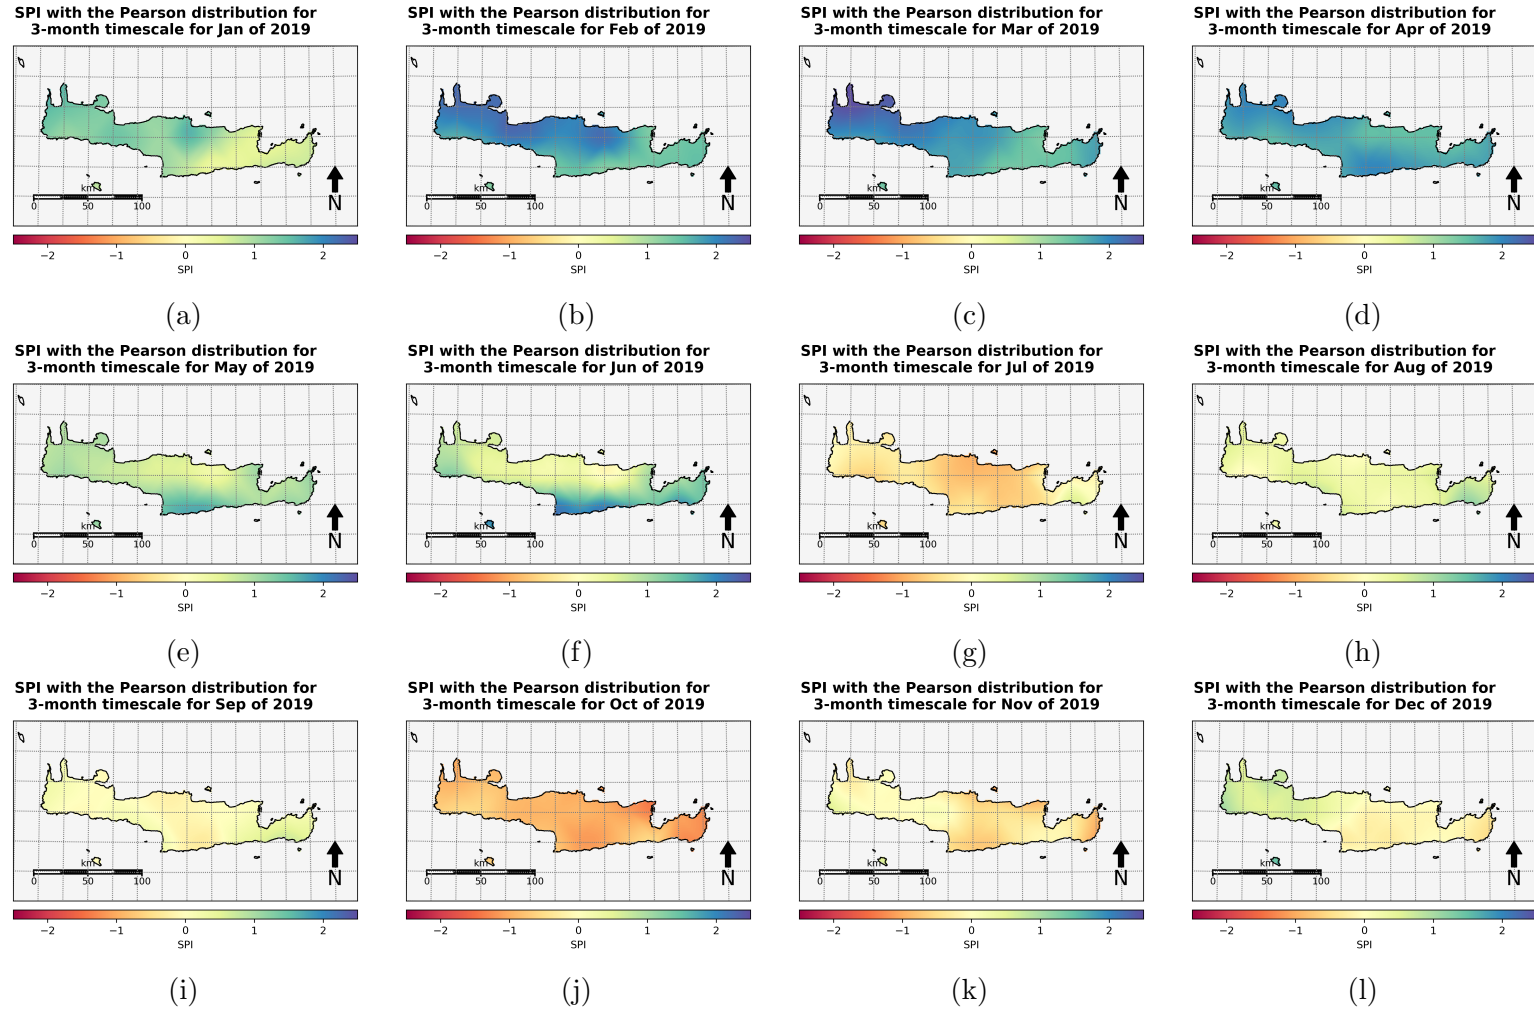 SPI with the Pearson distribution for
3-month timescale for Jan of 2019
km
0 50 100
N
−2 −1 0 1 2
SPI
(a)
SPI with the Pearson distribution for
3-month timescale for Feb of 2019
km
0 50 100
N
−2 −1 0 1 2
SPI
(b)
SPI with the Pearson distribution for
3-month timescale for Mar of 2019
km
0 50 100
N
−2 −1 0 1 2
SPI
(c)
SPI with the Pearson distribution for
3-month timescale for Apr of 2019
km
0 50 100
N
−2 −1 0 1 2
SPI
(d)
SPI with the Pearson distribution for
3-month timescale for May of 2019
km
0 50 100
N
−2 −1 0 1 2
SPI
(e)
SPI with the Pearson distribution for
3-month timescale for Jun of 2019
km
0 50 100
N
−2 −1 0 1 2
SPI
(f)
SPI with the Pearson distribution for
3-month timescale for Jul of 2019
km
0 50 100
N
−2 −1 0 1 2
SPI
(g)
SPI with the Pearson distribution for
3-month timescale for Aug of 2019
km
0 50 100
N
−2 −1 0 1 2
SPI
(h)
SPI with the Pearson distribution for
3-month timescale for Sep of 2019
km
0 50 100
N
−2 −1 0 1 2
SPI
(i)
SPI with the Pearson distribution for
3-month timescale for Oct of 2019
km
0 50 100
N
−2 −1 0 1 2
SPI
(j)
SPI with the Pearson distribution for
3-month timescale for Nov of 2019
km
0 50 100
N
−2 −1 0 1 2
SPI
(k)
SPI with the Pearson distribution for
3-month timescale for Dec of 2019
km
0 50 100
N
−2 −1 0 1 2
SPI
(l)